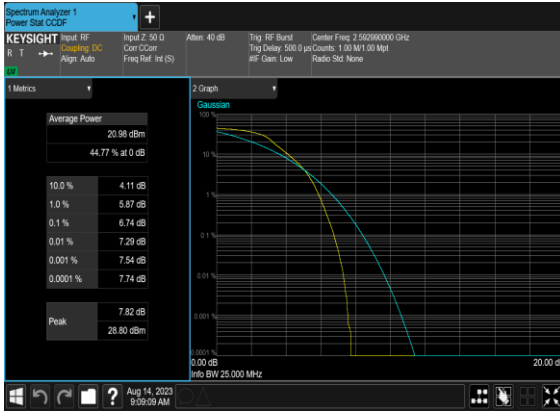 Spectrum Analyzer 1
Power Stat CCDF
KEYSIGHT Input: RF Input Z: 50 Ω Atten: 40 dB Trig: RF Burst Center Freq: 2.592990000 GHz
R T Coupling: DC Corr CCorr Trig Delay: 500.0 µs Counts: 1.00 M/1.00 Mpt
Align: Auto Freq Ref: Int (S) #IF Gain: Low Radio Std: None
1 Metrics
2 Graph
Average Power
20.98 dBm
44.77 % at 0 dB
10.0 % 4.11 dB
1.0 % 5.87 dB
0.1 % 6.74 dB
0.01 % 7.29 dB
0.001 % 7.54 dB
0.0001 % 7.74 dB
Peak
7.82 dB
28.80 dBm
Gaussian
100 %
10 %
1 %
0.1 %
0.01 %
0.001 %
0.0001 %
0.00 dB 20.00 d
Info BW 25.000 MHz
?
Aug 14, 2023
9:09:09 AM